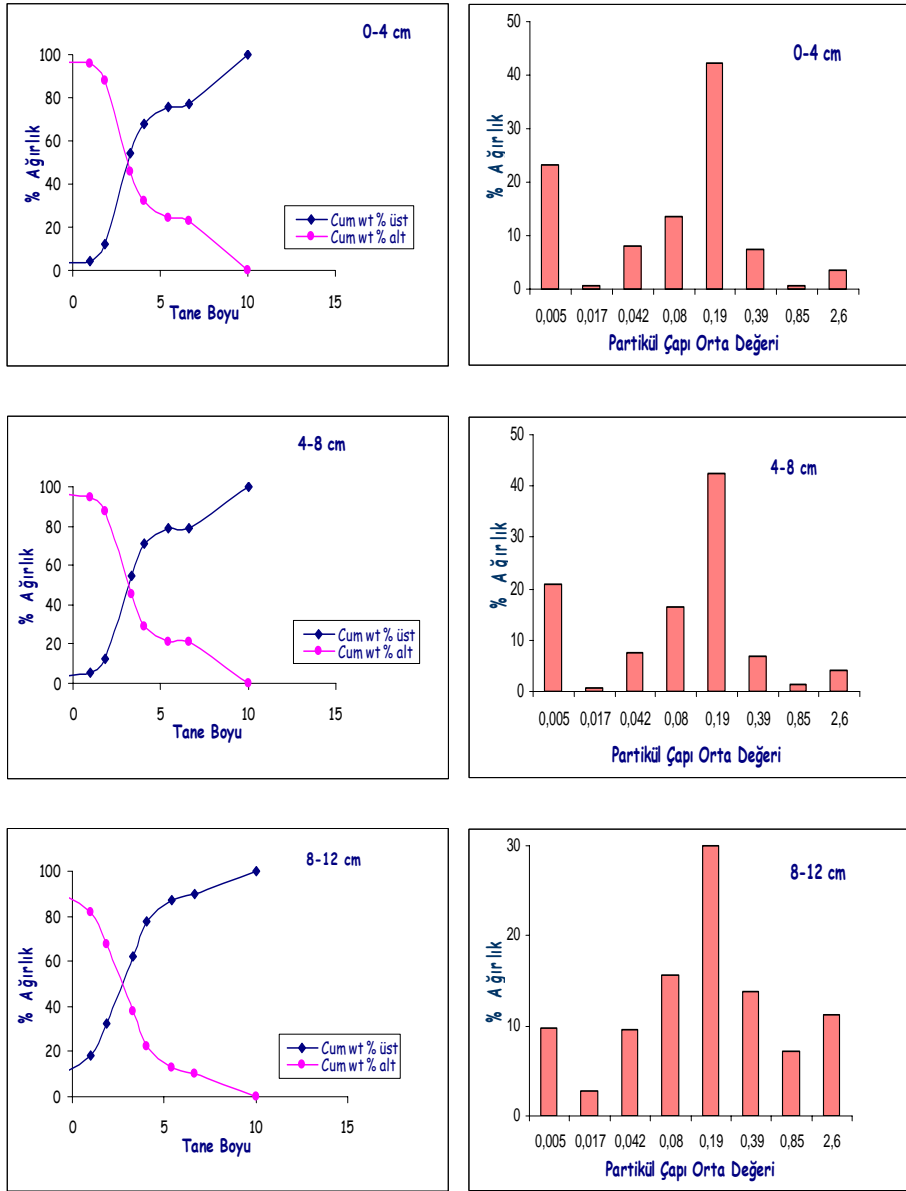 0-4 cm
100
80
60
40
20
0
% Ağırlık
Cum wt % üst
Cum wt % alt
0 5 10 15
Tane Boyu
50
40
30
20
10
0
% Ağırlık
0-4 cm
0,005 0,017 0,042 0,08 0,19 0,39 0,85 2,6
Partikül Çapı Orta Değeri
4-8 cm
100
80
60
40
20
0
% Ağırlık
Cum wt % üst
Cum wt % alt
0 5 10 15
Tane Boyu
50
40
30
20
10
0
% Ağırlık
4-8 cm
0,005 0,017 0,042 0,08 0,19 0,39 0,85 2,6
Partikül Çapı Orta Değeri
8-12 cm
100
80
60
40
20
0
% Ağırlık
Cum wt % üst
Cum wt % alt
0 5 10 15
Tane Boyu
30
20
10
0
% Ağırlık
8-12 cm
0,005 0,017 0,042 0,08 0,19 0,39 0,85 2,6
Partikül Çapı Orta Değeri